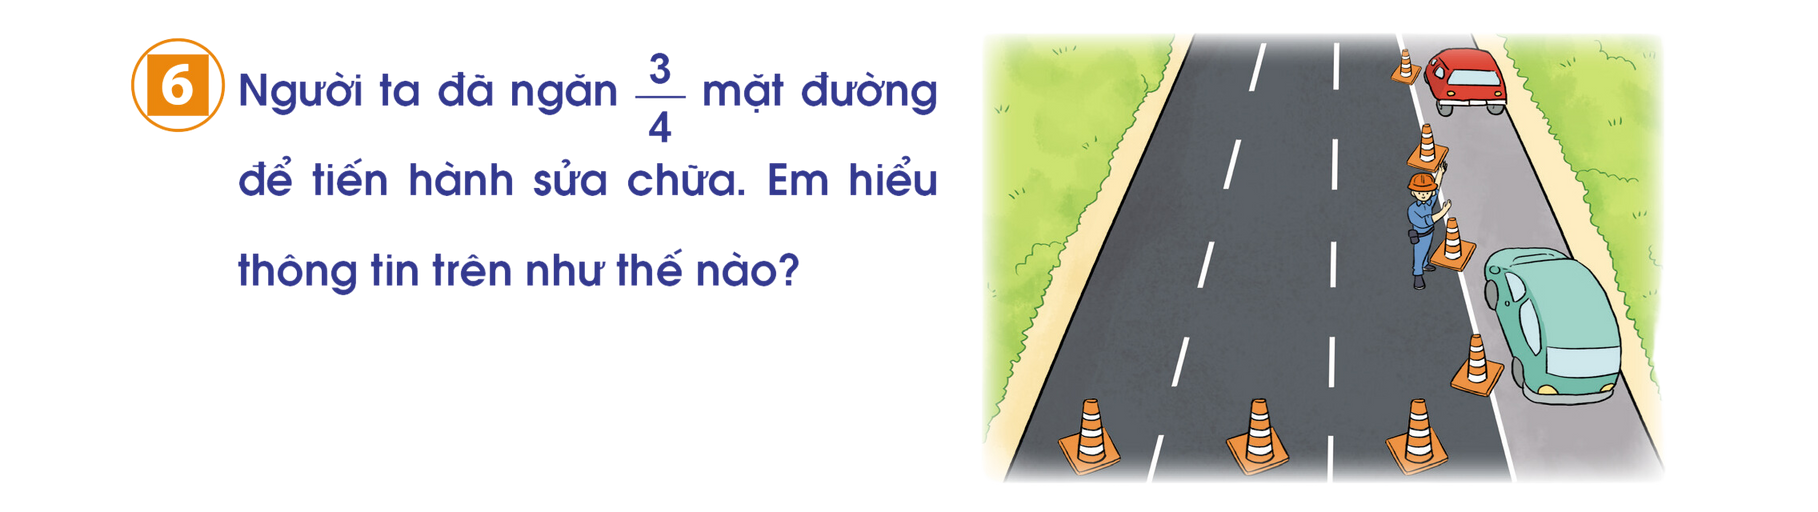 6 Người ta đã ngăn 3/4 mặt đường
để tiến hành sửa chữa. Em hiểu
thông tin trên như thế nào?